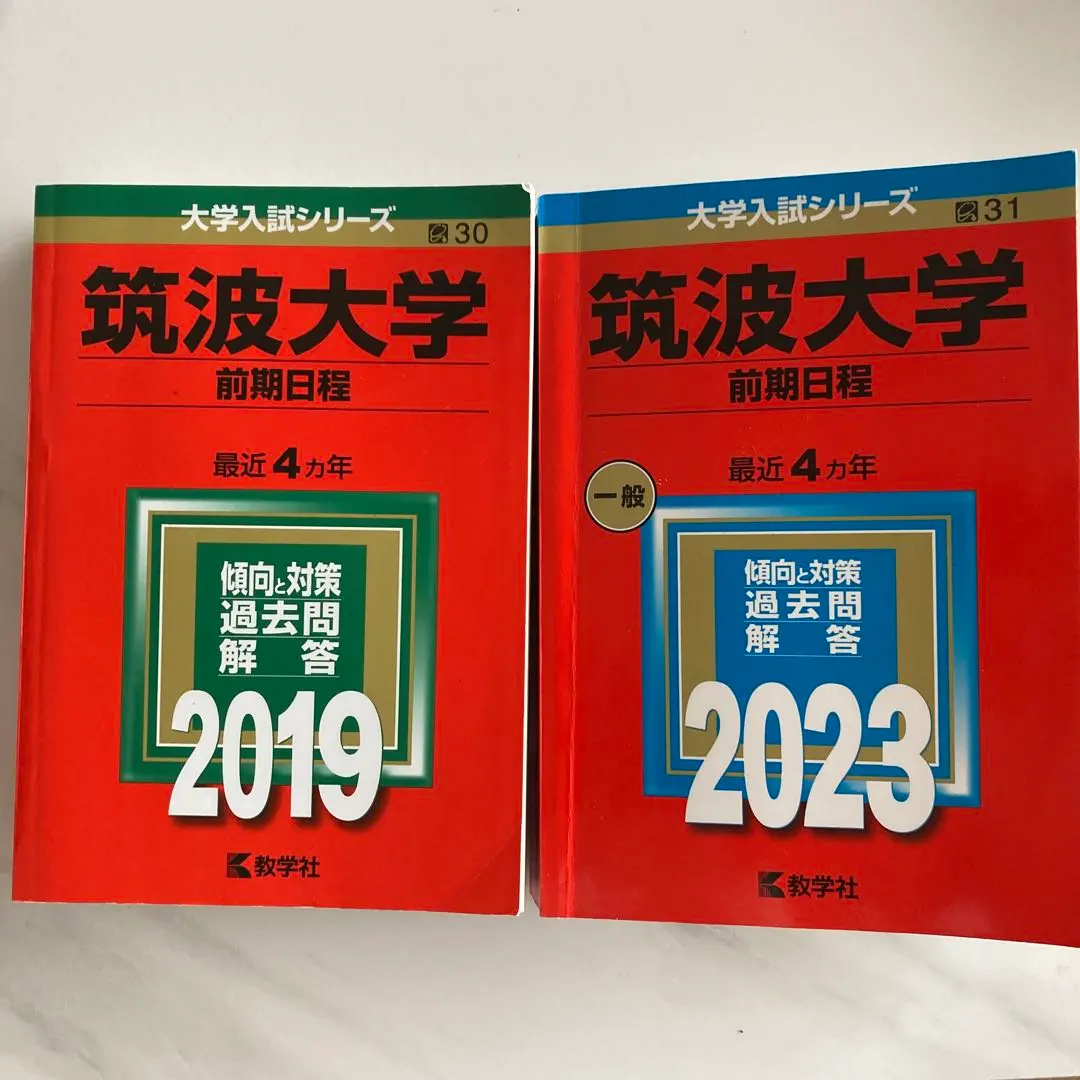 大学入試シリーズ
30
筑波大学
前期日程
最近4ヵ年
傾向と対策
過去問
解答
2019
教学社
大学入試シリーズ
31
筑波大学
前期日程
最近4ヵ年
一般
傾向と対策
過去問
解答
2023
教学社